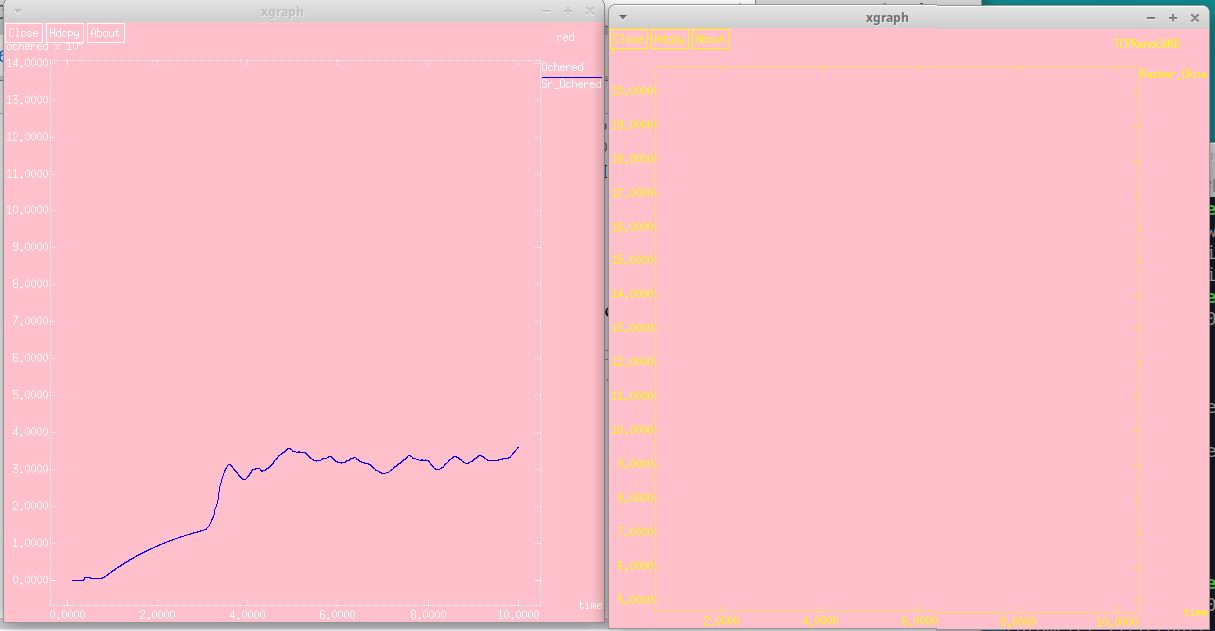 xgraph
Close Hdcpy About
red
Ochered
Sr_Ochered
14,0000
13,0000
12,0000
11,0000
10,0000
9,0000
8,0000
7,0000
6,0000
5,0000
4,0000
3,0000
2,0000
1,0000
0,0000
0,0000 2,0000 4,0000 6,0000 8,0000 10,0000
time
xgraph
Close Hdcpy About
TCPRenoCWND
Razmer_Okna
20,0000
19,0000
18,0000
17,0000
16,0000
15,0000
14,0000
13,0000
12,0000
11,0000
10,0000
9,0000
8,0000
7,0000
6,0000
5,0000
2,0000 4,0000 6,0000 8,0000 10,0000
time